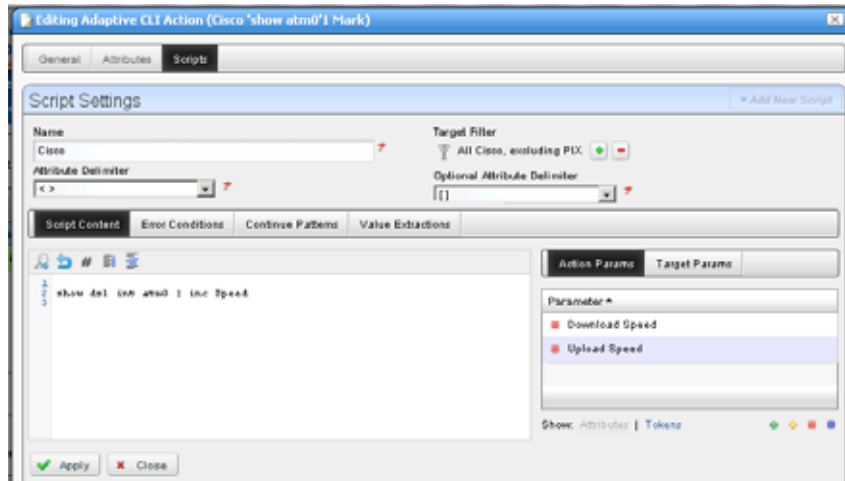 Editing Adaptive CLI Action (Cisco 'show atm0'1 Mark)
General Attributes Scripts
Script Settings
Add New Script
Name
Cisco
Target Filter
All Cisco, excluding PIX
Attribute Delimiter
< >
Optional Attribute Delimiter
[]
Script Content Error Conditions Continue Patterns Value Extractions
1
2 show dsl int atm0 | inc Speed
3
Action Params Target Params
Parameter
Download Speed
Upload Speed
Show: Attributes | Tokens
Apply Close